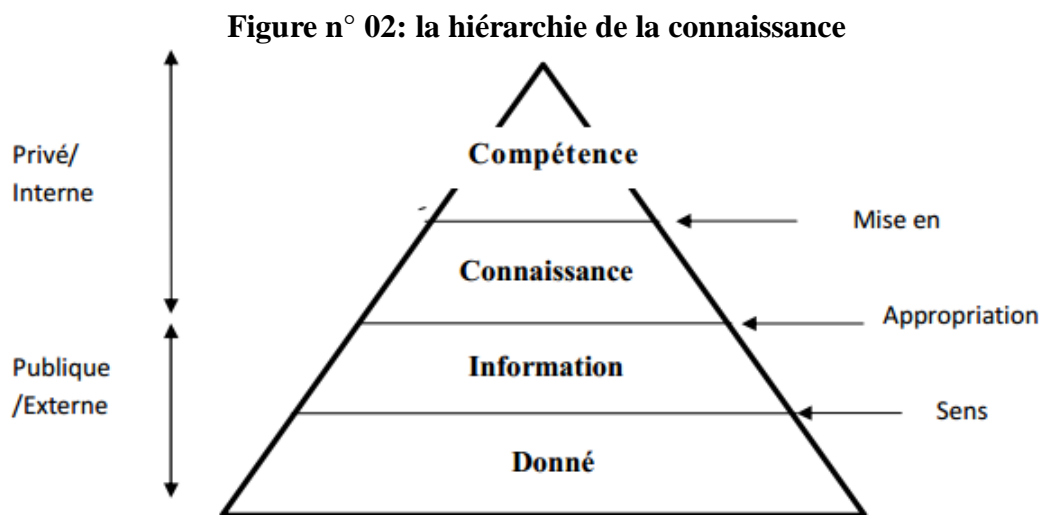 Figure n° 02: la hiérarchie de la connaissance
Privé/
Interne
Compétence
Mise en
Connaissance
Appropriation
Publique
/Externe
Information
Sens
Donné